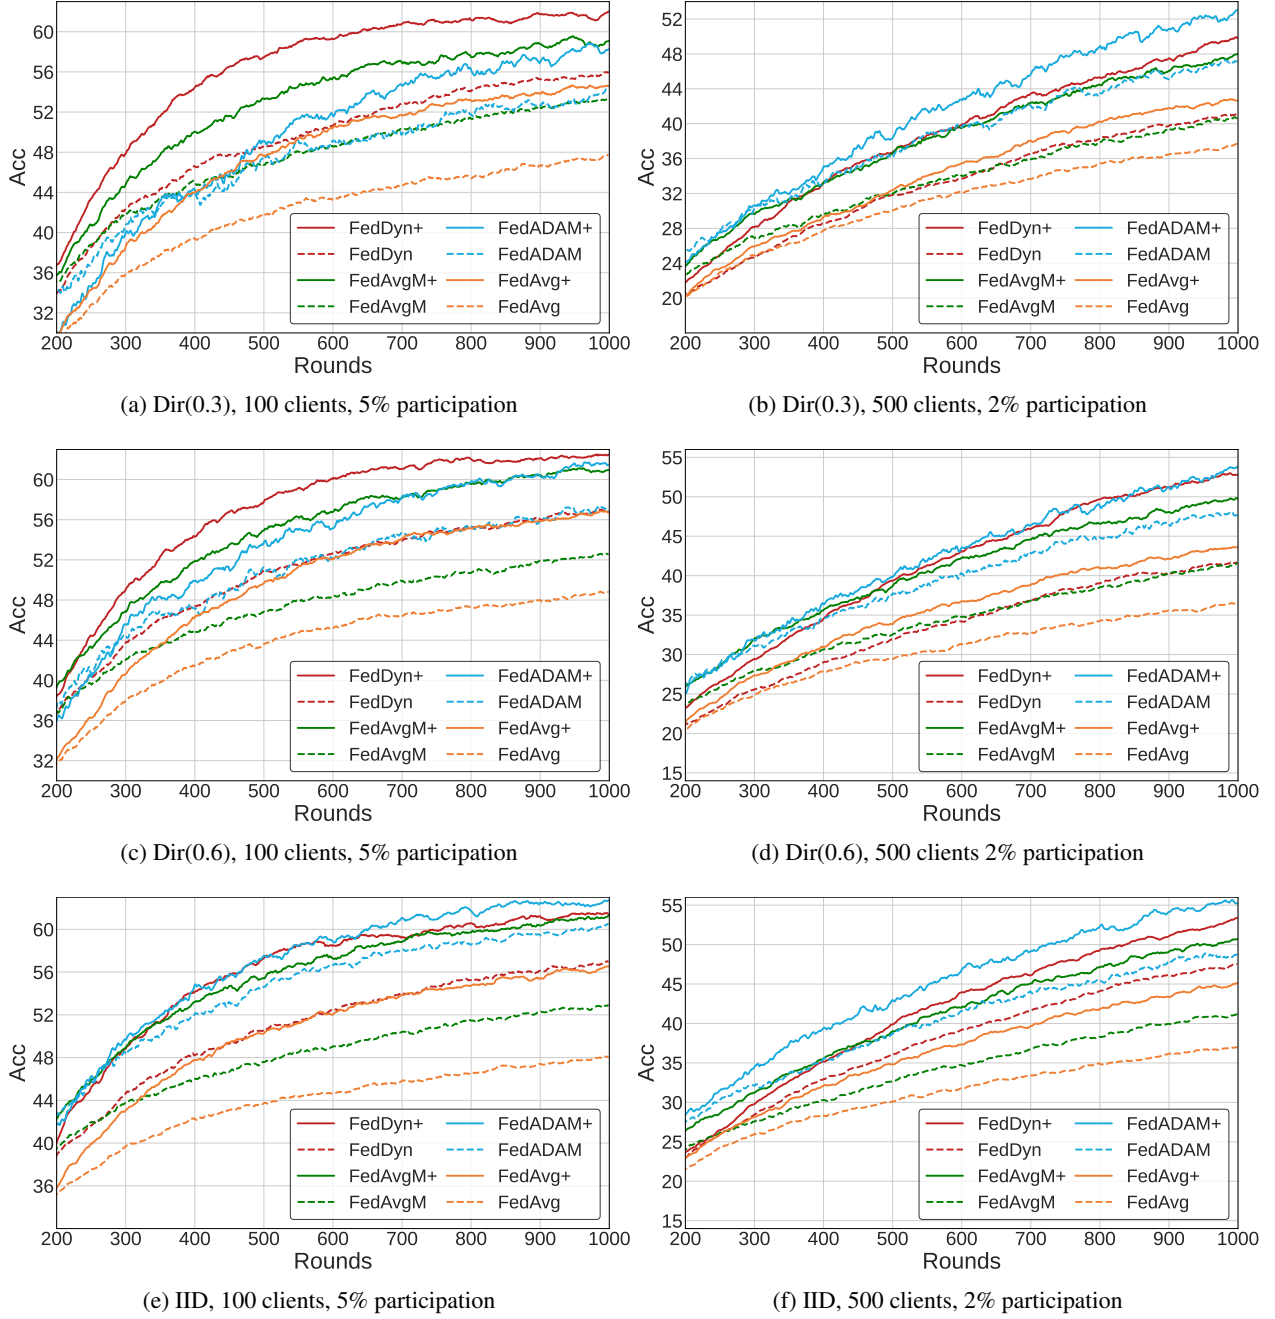 60
56
52
48
44
40
36
32
Acc
FedDyn+
FedADAM+
FedDyn
FedADAM
FedAvgM+
FedAvg+
FedAvgM
FedAvg
200 300 400 500 600 700 800 900 1000
Rounds
(a) Dir(0.3), 100 clients, 5% participation
52
48
44
40
36
32
28
24
20
Acc
FedDyn+
FedADAM+
FedDyn
FedADAM
FedAvgM+
FedAvg+
FedAvgM
FedAvg
200 300 400 500 600 700 800 900 1000
Rounds
(b) Dir(0.3), 500 clients, 2% participation
60
56
52
48
44
40
36
32
Acc
FedDyn+
FedADAM+
FedDyn
FedADAM
FedAvgM+
FedAvg+
FedAvgM
FedAvg
200 300 400 500 600 700 800 900 1000
Rounds
(c) Dir(0.6), 100 clients, 5% participation
55
50
45
40
35
30
25
20
15
Acc
FedDyn+
FedADAM+
FedDyn
FedADAM
FedAvgM+
FedAvg+
FedAvgM
FedAvg
200 300 400 500 600 700 800 900 1000
Rounds
(d) Dir(0.6), 500 clients 2% participation
60
56
52
48
44
40
36
Acc
FedDyn+
FedADAM+
FedDyn
FedADAM
FedAvgM+
FedAvg+
FedAvgM
FedAvg
200 300 400 500 600 700 800 900 1000
Rounds
(e) IID, 100 clients, 5% participation
55
50
45
40
35
30
25
20
15
Acc
FedDyn+
FedADAM+
FedDyn
FedADAM
FedAvgM+
FedAvg+
FedAvgM
FedAvg
200 300 400 500 600 700 800 900 1000
Rounds
(f) IID, 500 clients, 2% participation